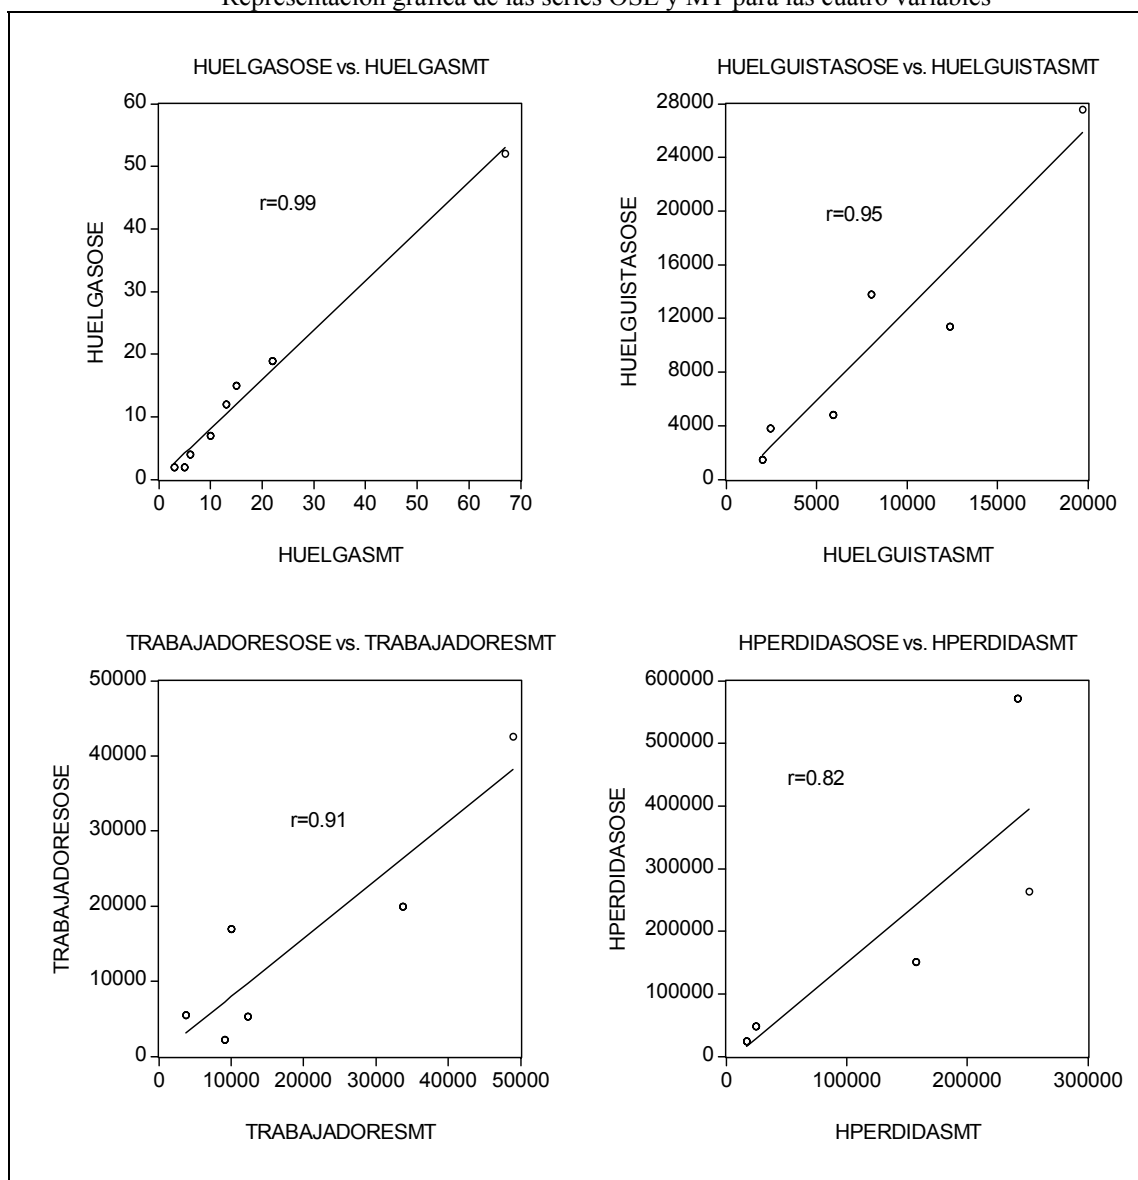 Representación gráfica de las series OSE y MT para las cuatro variables
HUELGASOSE vs. HUELGASMT
60
50
40
30
20
10
0
r=0.99
HUELGASOSE
0 10 20 30 40 50 60 70
HUELGASMT
HUELGUISTASOSE vs. HUELGUISTASMT
28000
24000
20000
16000
12000
8000
4000
0
r=0.95
HUELGUISTASOSE
0 5000 10000 15000 20000
HUELGUISTASMT
TRABAJADORESOSE vs. TRABAJADORESMT
50000
40000
30000
20000
10000
0
r=0.91
TRABAJADORESOSE
0 10000 20000 30000 40000 50000
TRABAJADORESMT
HPERDIDASOSE vs. HPERDIDASMT
600000
500000
400000
300000
200000
100000
0
r=0.82
HPERDIDASOSE
0 100000 200000 300000
HPERDIDASMT